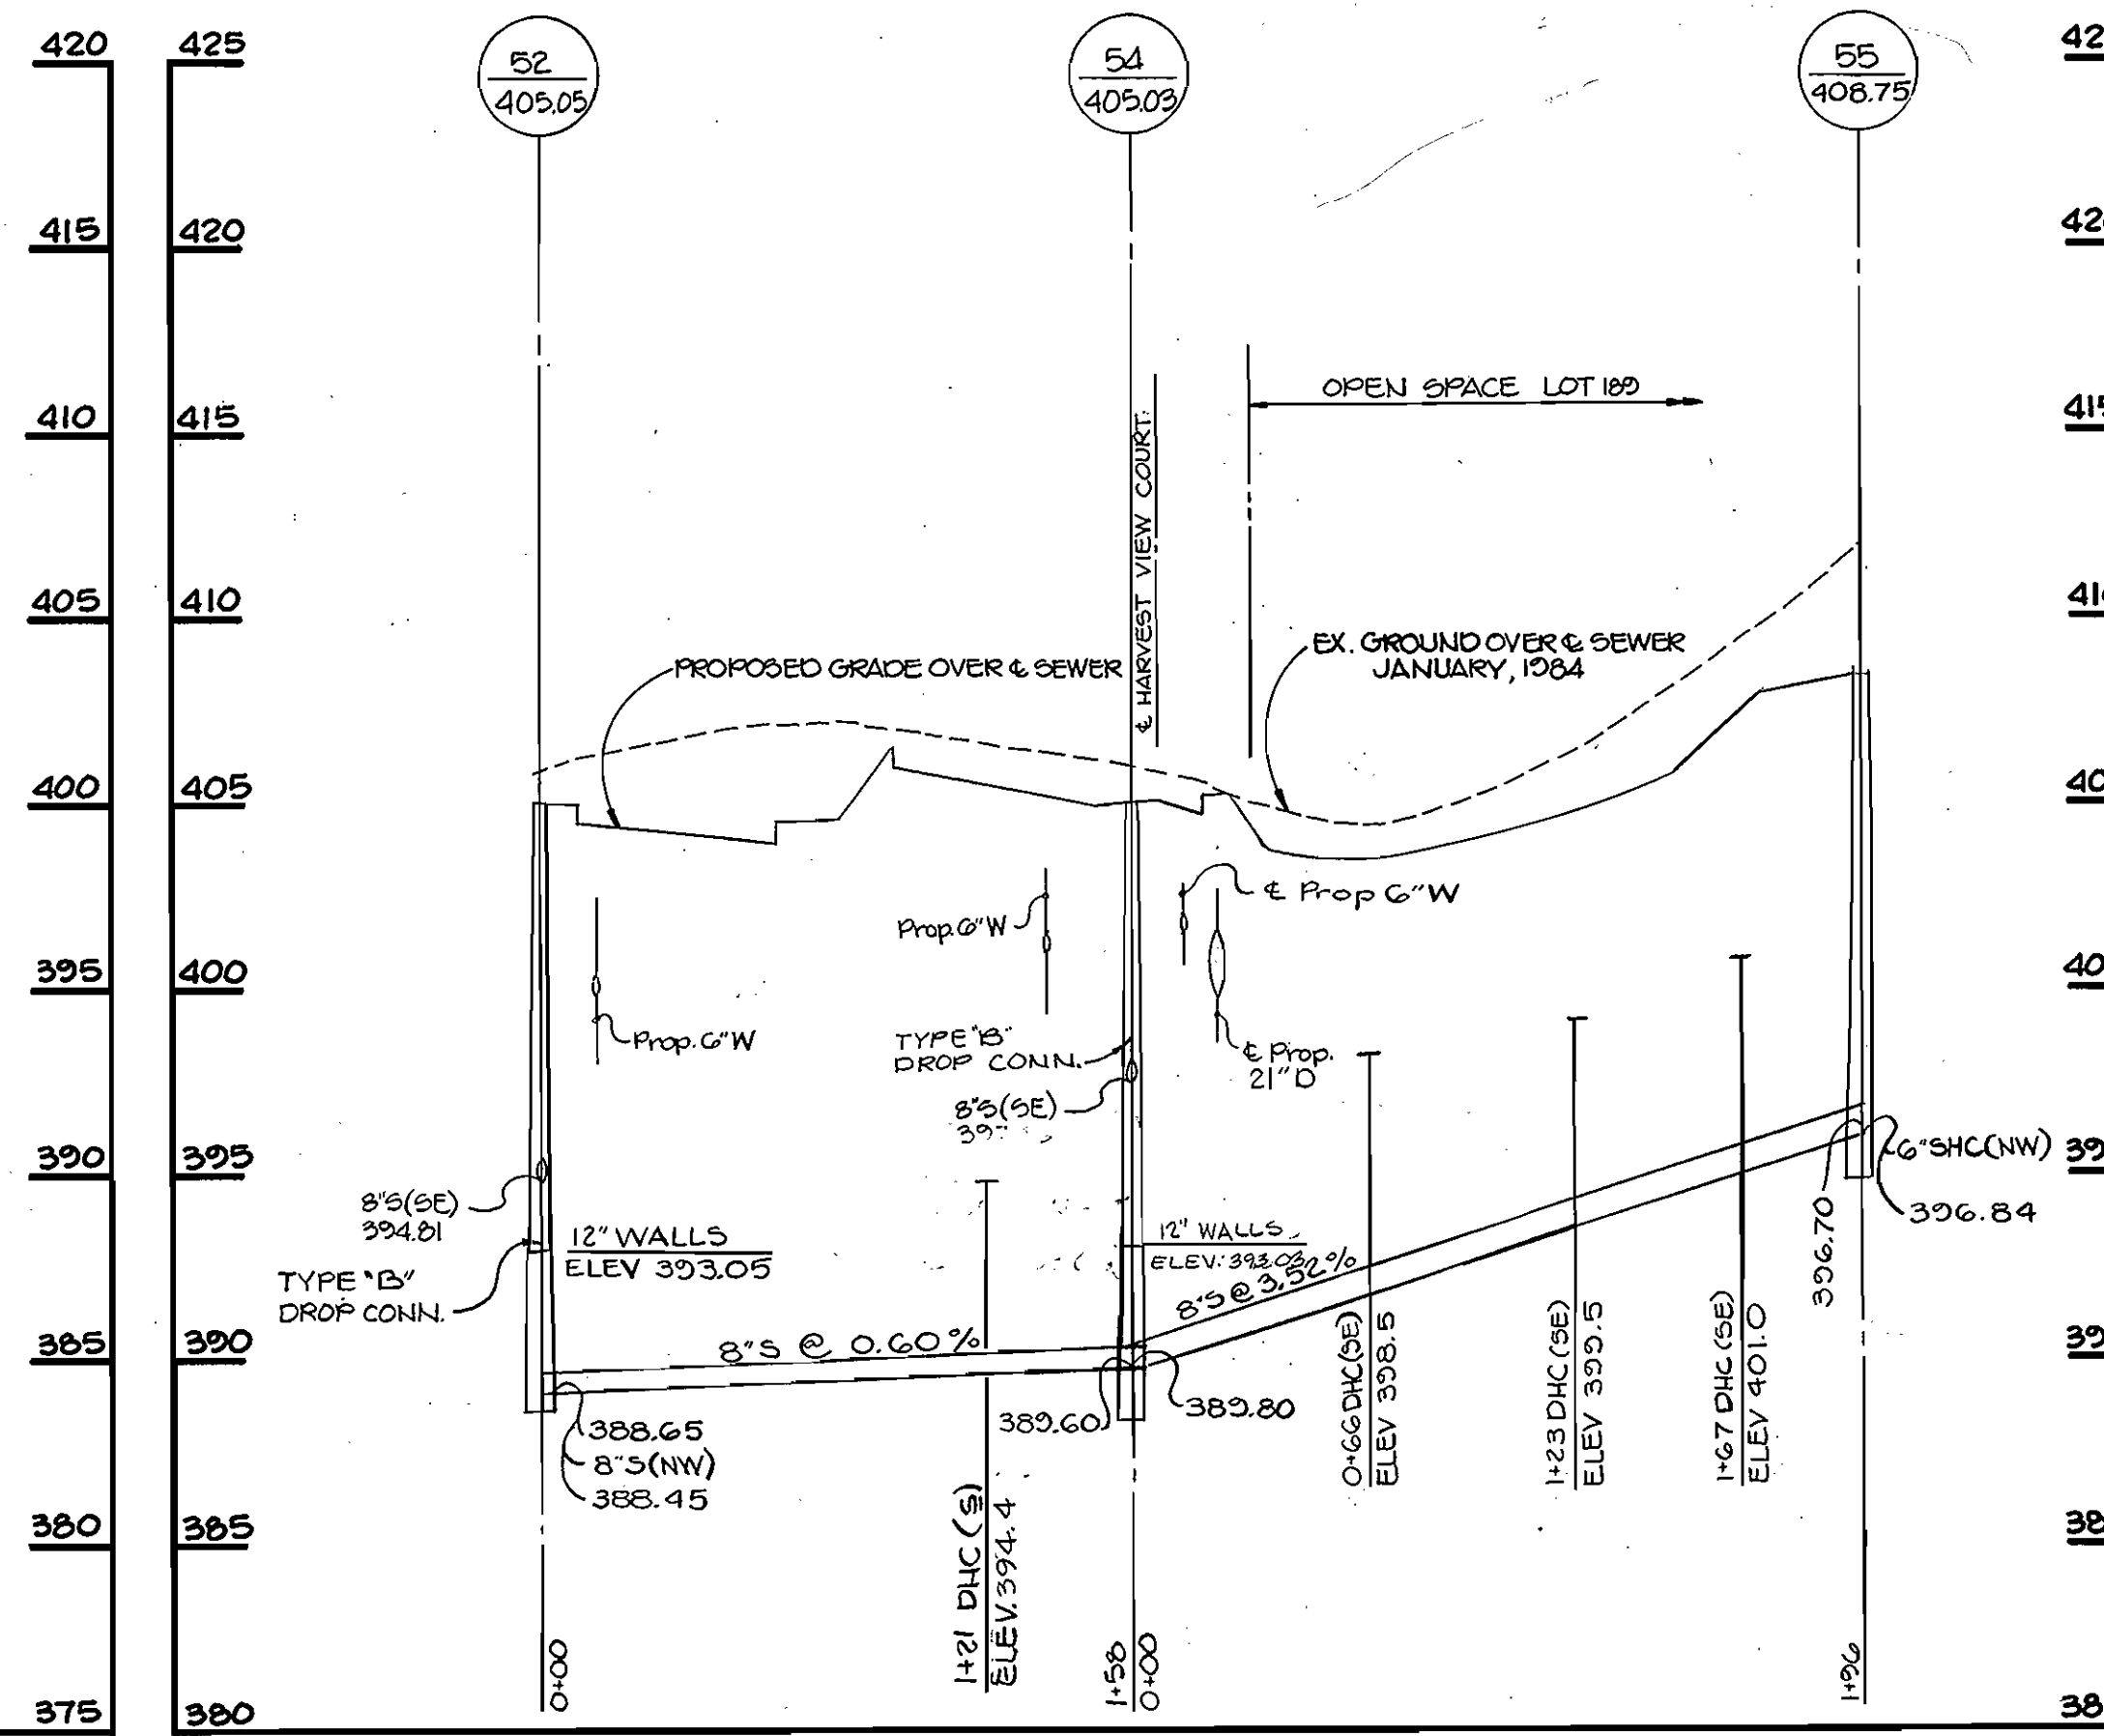 420
425
415
420
410
415
405
410
400
405
395
400
390
395
385
390
380
385
375
380
52
405.05
54
405.03
55
408.75
OPEN SPACE LOT 189
℄ HARVEST VIEW COURT
PROPOSED GRADE OVER ℄ SEWER
EX. GROUND OVER ℄ SEWER
JANUARY, 1984
Prop. 6"W
Prop. 6"W
℄ Prop 6"W
℄ Prop.
21"D
TYPE "B"
DROP CONN.
8"S(SE)
8"S(SE)
394.81
TYPE "B"
DROP CONN.
12" WALLS
ELEV 393.05
12" WALLS
ELEV. 393.03
8"S @ 0.60%
8"S @ 3.52%
388.65
8"S(NW)
388.45
389.60
389.80
6"SHC(NW)
396.84
396.70
1+21 DHC (S)
ELEV. 394.4
0+66 DHC(SE)
ELEV 398.5
1+23 DHC (SE)
ELEV 399.5
1+67 DHC (SE)
ELEV 401.0
0+00
1+58
0+00
1+96